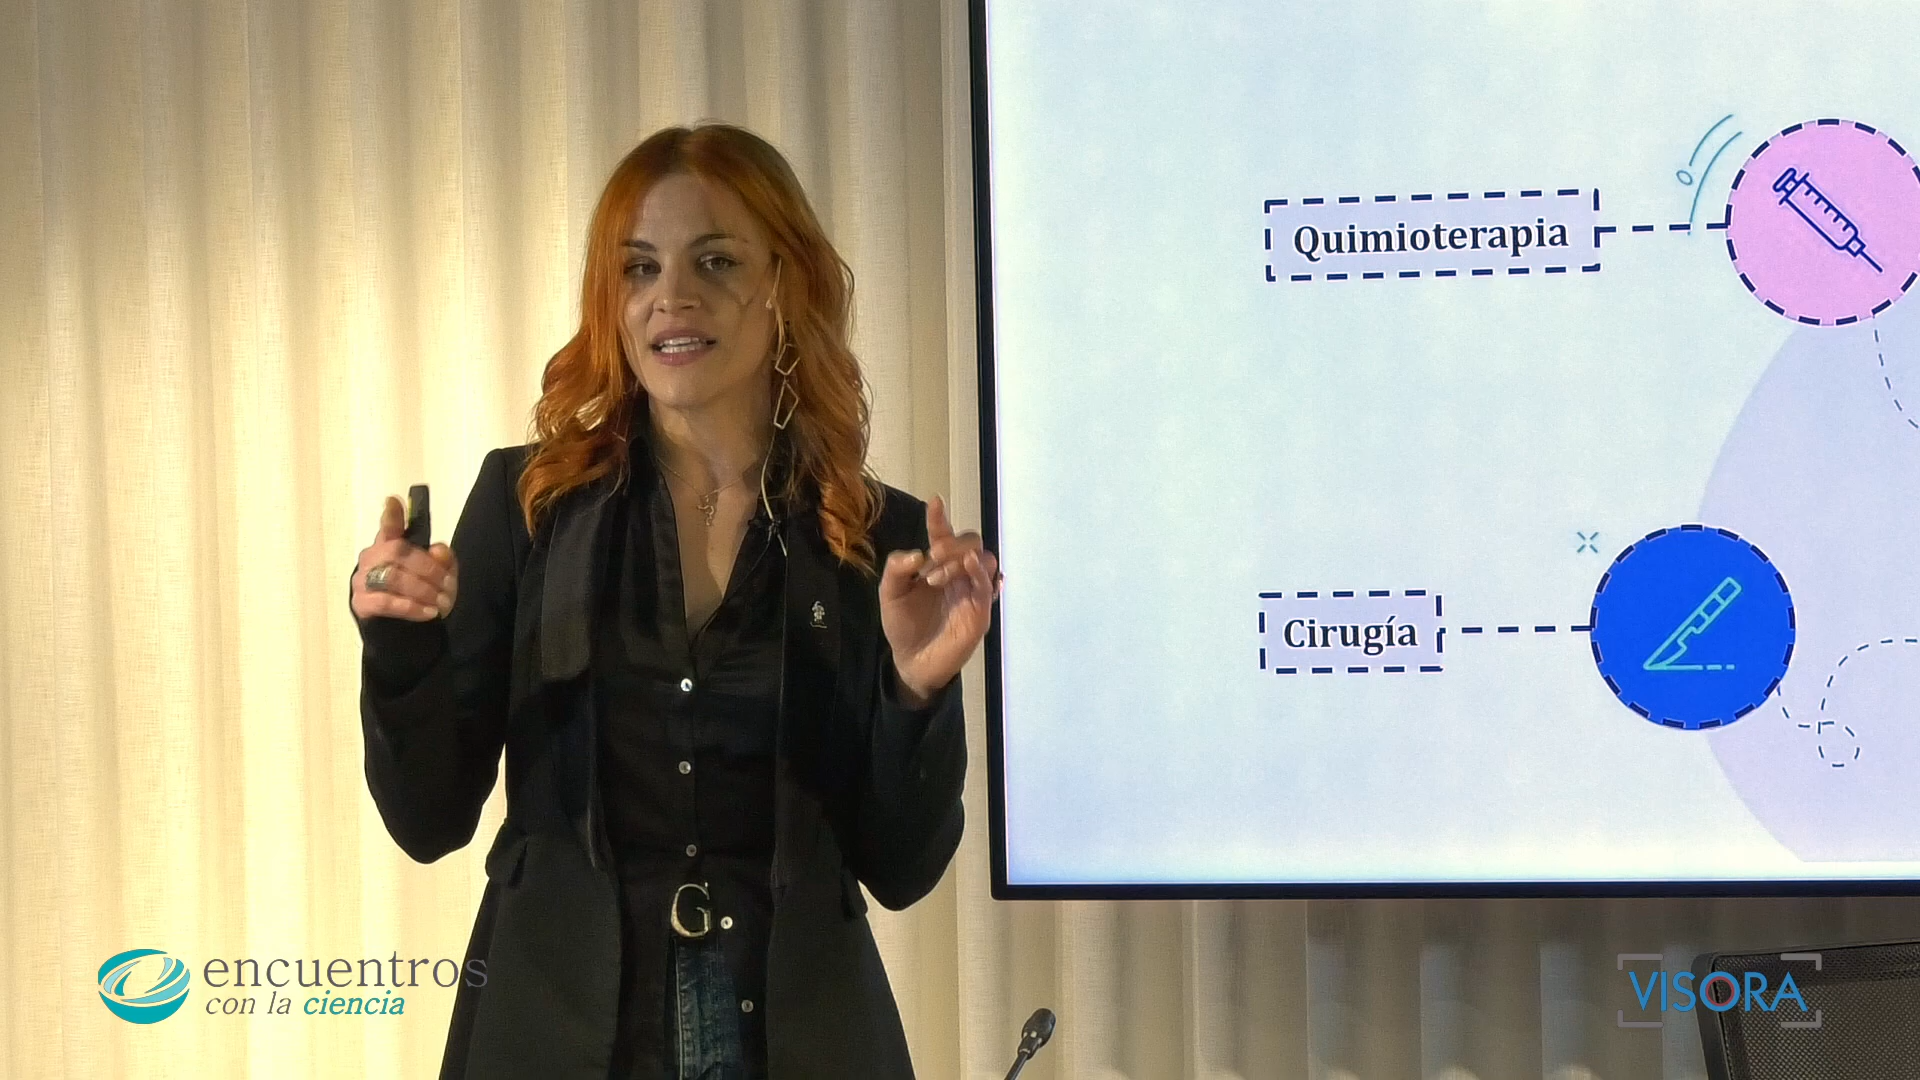 Quimioterapia
Cirugía
encuentros
con la ciencia
VISORA
G